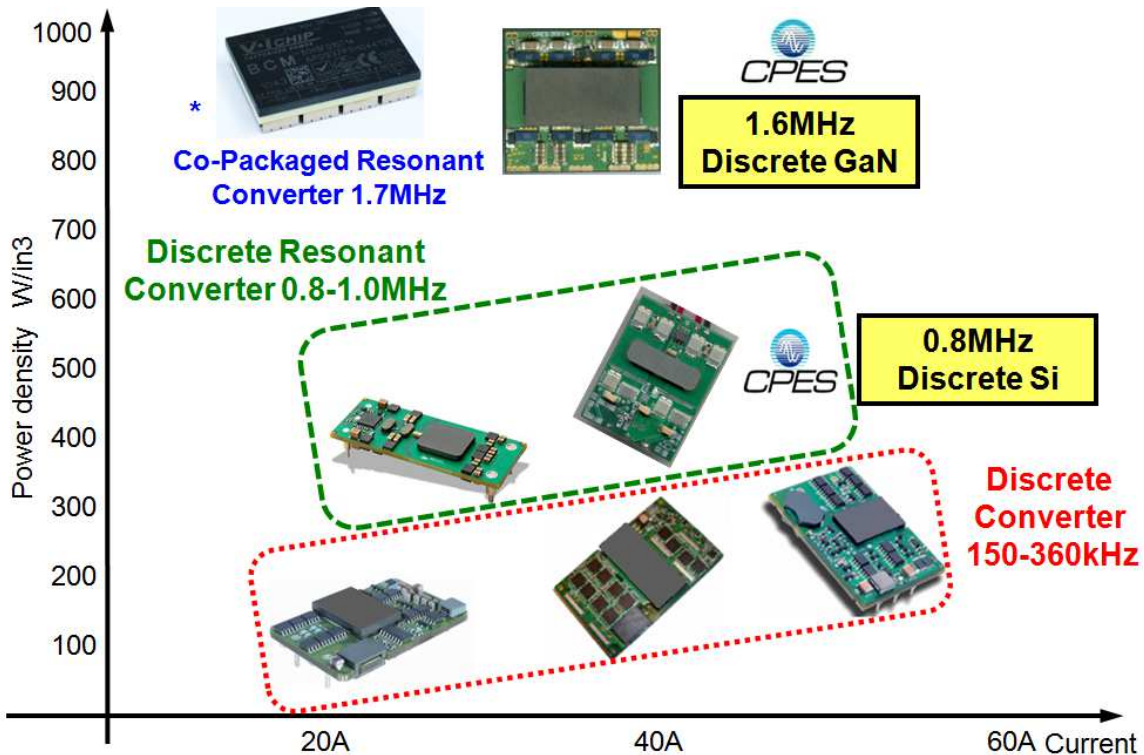 1000
900
800
700
600
500
400
300
200
100
Power density W/in3
V·I CHIP
BCM
*
Co-Packaged Resonant
Converter 1.7MHz
CPES
1.6MHz
Discrete GaN
Discrete Resonant
Converter 0.8-1.0MHz
CPES
0.8MHz
Discrete Si
Discrete
Converter
150-360kHz
20A
40A
60A Current